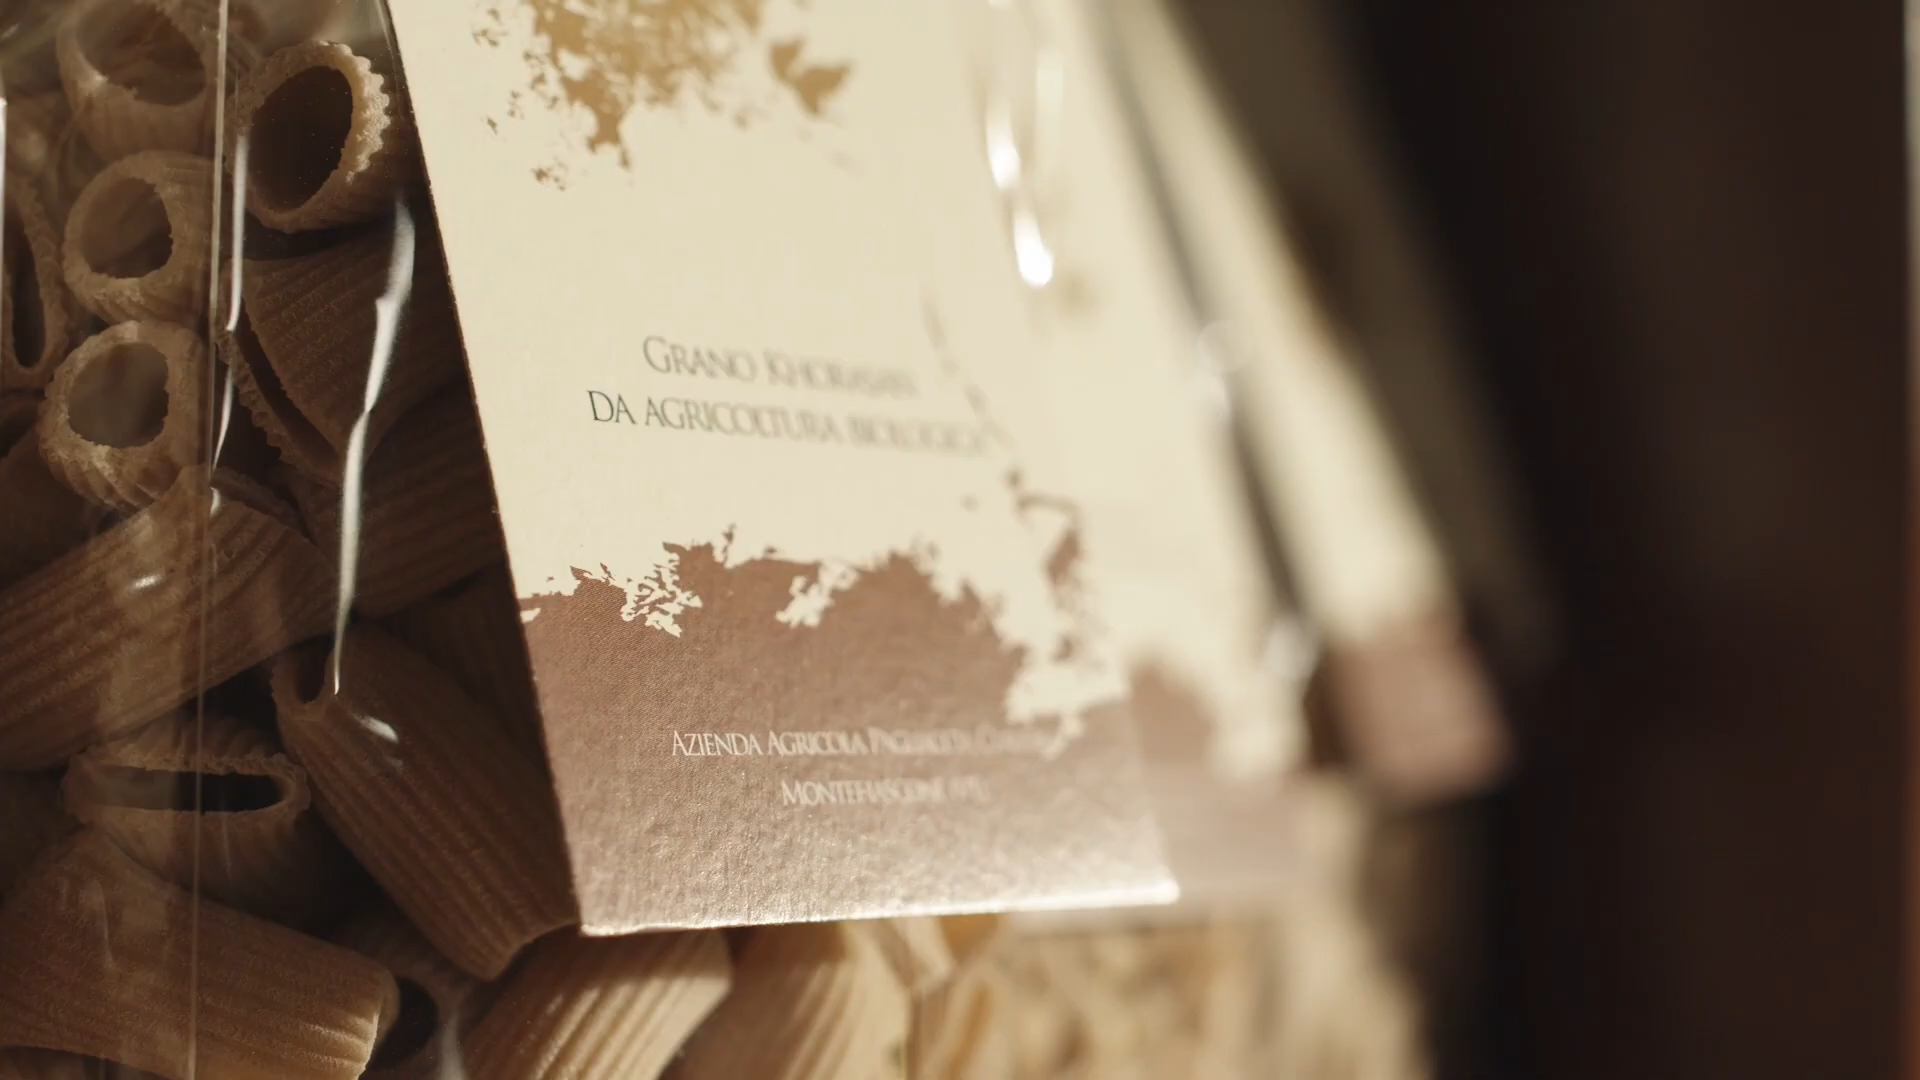 Grano Khorasan
da agricoltura biologica
Azienda Agricola
Montefiascone